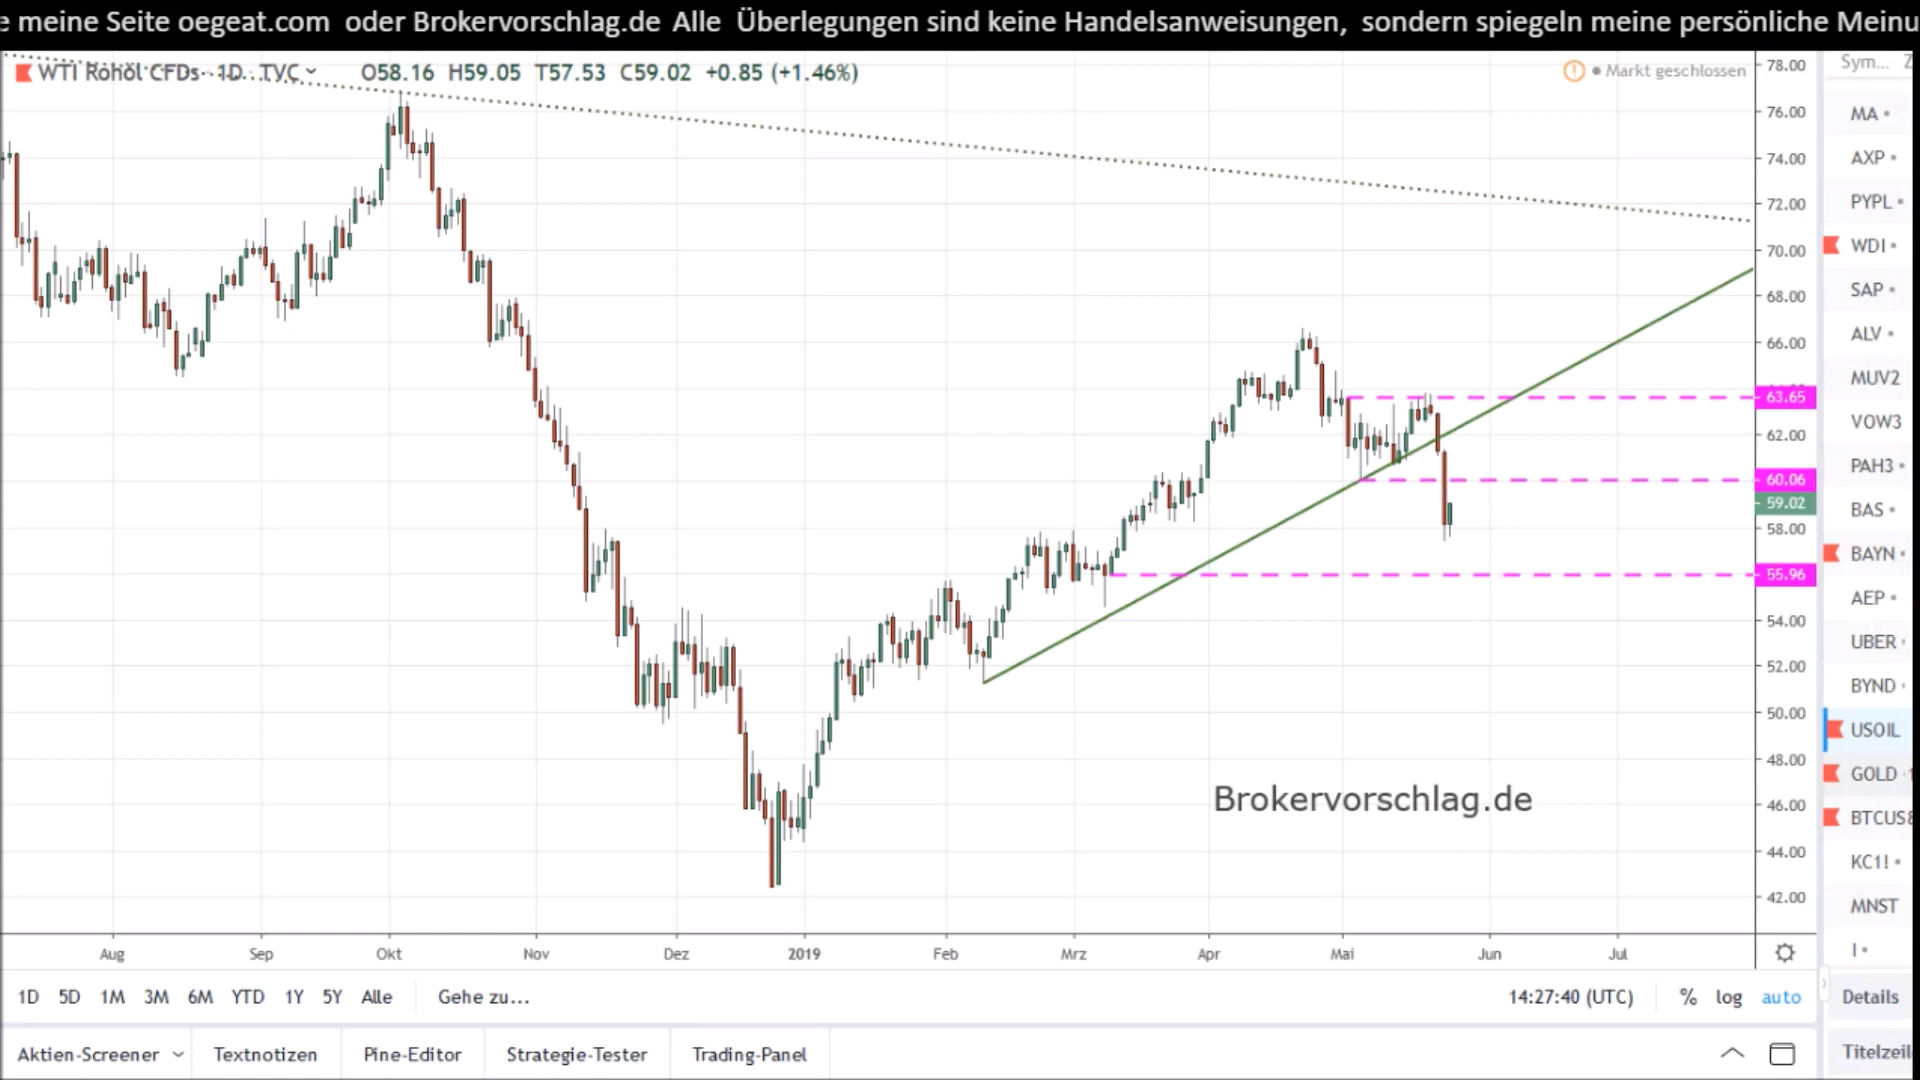 meine Seite oegeat.com oder Brokervorschlag.de Alle Überlegungen sind keine Handelsanweisungen, sondern spiegeln meine persönliche
WTI Rohöl CFDs 1D TVC O58.16 H59.05 T57.53 C59.02 +0.85 (+1.46%)
Markt geschlossen
78.00
76.00
74.00
72.00
70.00
68.00
66.00
63.65
62.00
60.06
59.02
58.00
55.96
54.00
52.00
50.00
48.00
46.00
44.00
42.00
Brokervorschlag.de
Aug Sep Okt Nov Dez 2019 Feb Mrz Apr Mai Jun Jul
1D 5D 1M 3M 6M YTD 1Y 5Y Alle Gehe zu... 14:27:40 (UTC) % log auto
Aktien-Screener Textnotizen Pine-Editor Strategie-Tester Trading-Panel
Sym...
MA
AXP
PYPL
WDI
SAP
ALV
MUV2
VOW3
PAH3
BAS
BAYN
AEP
UBER
BYND
USOIL
GOLD
BTCUS
KC1!
MNST
I
Details
Titelzeil